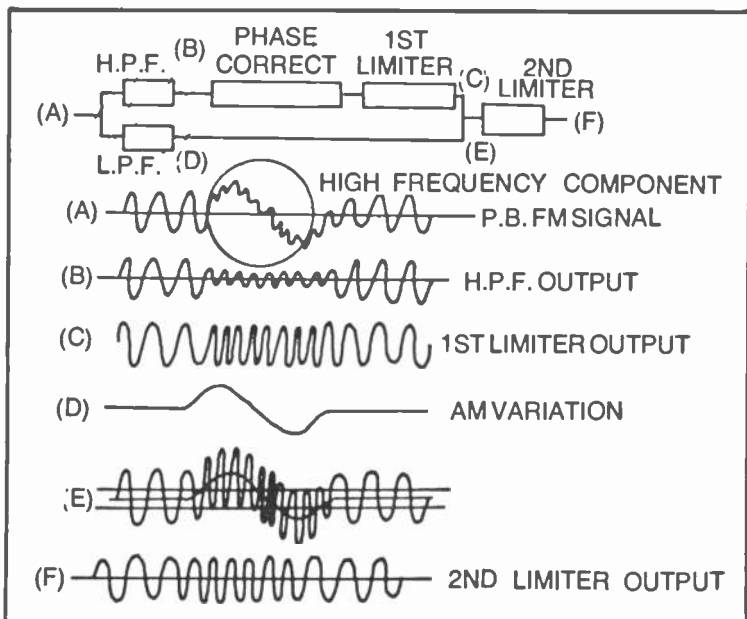 (B) PHASE 1ST
H.P.F. CORRECT LIMITER (C) 2ND
LIMITER
(A) (F)
L.P.F. (D) (E)
HIGH FREQUENCY COMPONENT
(A) P.B. FM SIGNAL
(B) H.P.F. OUTPUT
(C) 1ST LIMITER OUTPUT
(D) AM VARIATION
(E)
(F) 2ND LIMITER OUTPUT